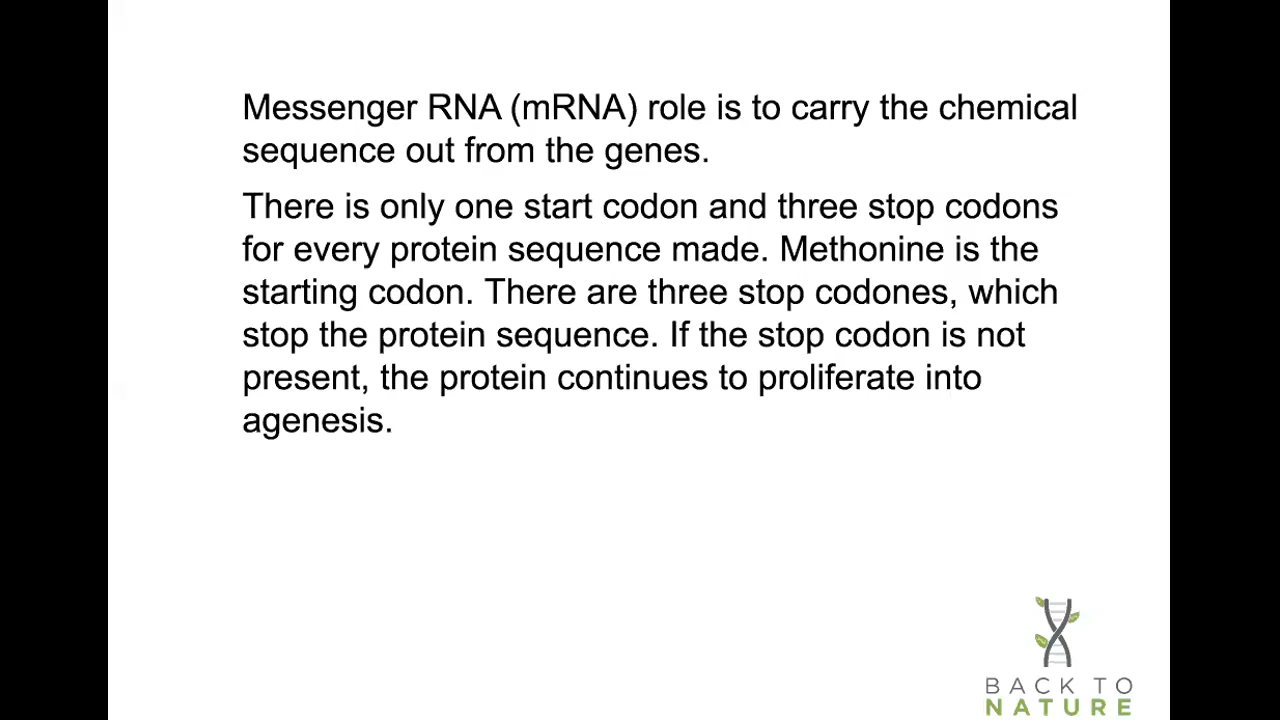 Messenger RNA (mRNA) role is to carry the chemical
sequence out from the genes.
There is only one start codon and three stop codons
for every protein sequence made. Methonine is the
starting codon. There are three stop codones, which
stop the protein sequence. If the stop codon is not
present, the protein continues to proliferate into
agenesis.
BACK TO
NATURE